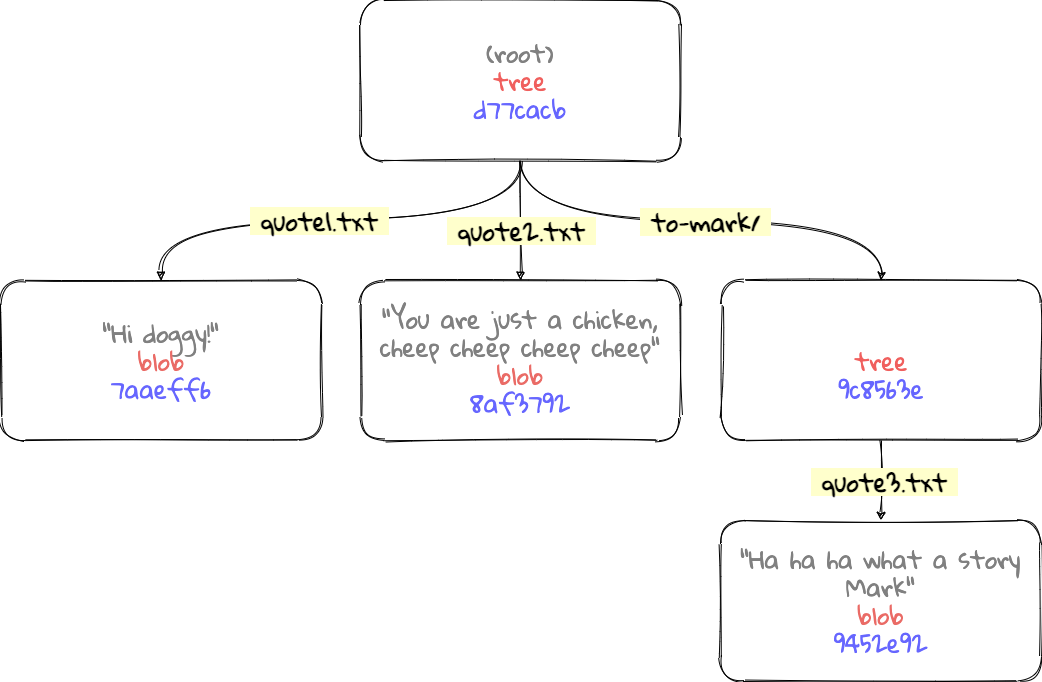 (root)
tree
d77cacb
quote1.txt
quote2.txt
to-mark/
"Hi doggy!"
blob
7aaeff6
"You are just a chicken,
cheep cheep cheep cheep"
blob
8af3792
tree
9c8563e
quote3.txt
"Ha ha ha what a story
Mark"
blob
9452e92